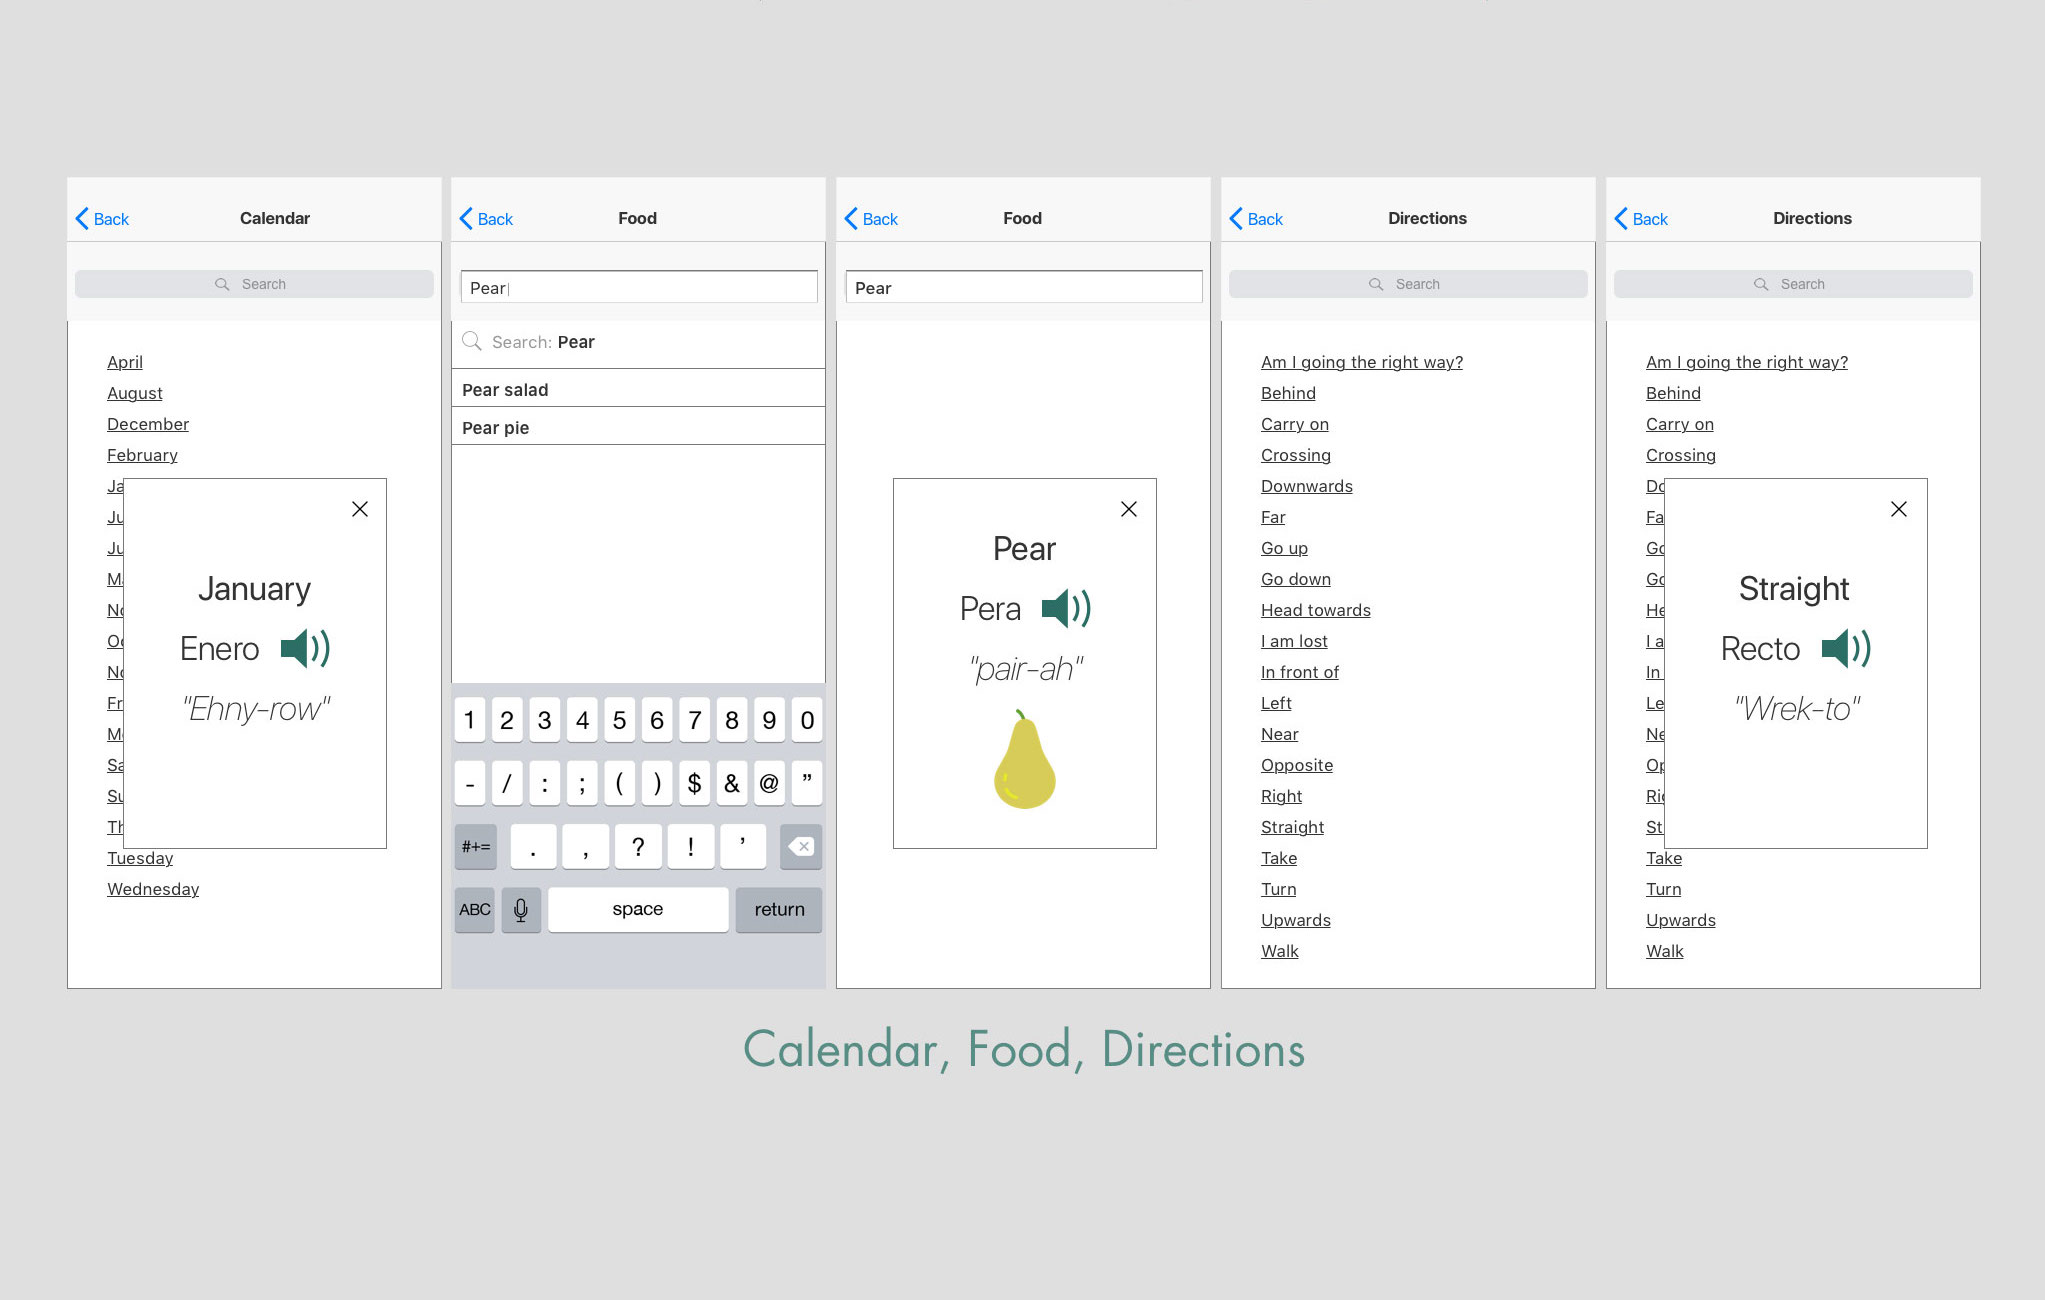 Back
Calendar
Search
April
August
December
February
Ja
Ju
Ju
Ma
No
Oc
No
Fr
Mo
Sa
Su
Th
Tuesday
Wednesday
January
Enero
"Ehny-row"
Back
Food
Pear
Search: Pear
Pear salad
Pear pie
1 2 3 4 5 6 7 8 9 0
- / : ; ( ) $ & @ ”
#+= . , ? ! ’
ABC space return
Back
Food
Pear
Pear
Pera
"pair-ah"
Back
Directions
Search
Am I going the right way?
Behind
Carry on
Crossing
Downwards
Far
Go up
Go down
Head towards
I am lost
In front of
Left
Near
Opposite
Right
Straight
Take
Turn
Upwards
Walk
Back
Directions
Search
Am I going the right way?
Behind
Carry on
Crossing
Do
Fa
Go
Go
He
I a
In
Le
Ne
Op
Rig
St
Take
Turn
Upwards
Walk
Straight
Recto
"Wrek-to"
Calendar, Food, Directions